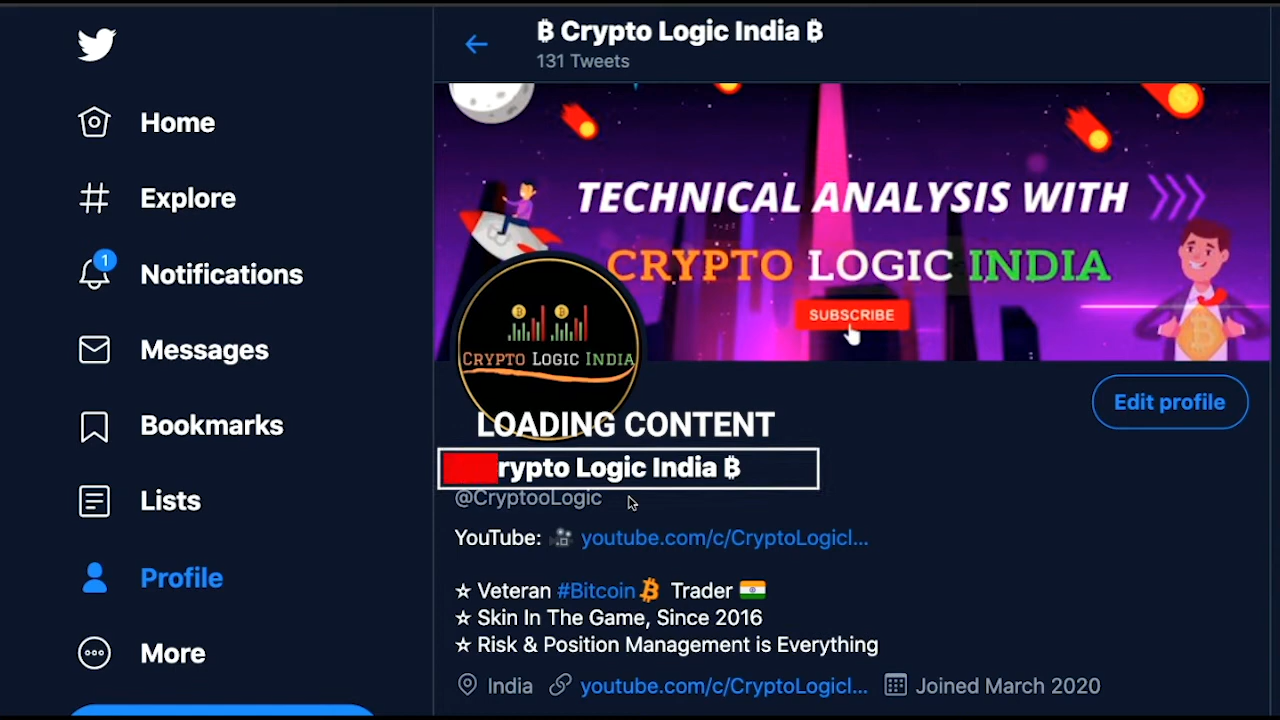 Home
Explore
1
Notifications
Messages
Bookmarks
Lists
Profile
More
₿ Crypto Logic India ₿
131 Tweets
TECHNICAL ANALYSIS WITH
CRYPTO LOGIC INDIA
SUBSCRIBE
CRYPTO LOGIC INDIA
Edit profile
LOADING CONTENT
rypto Logic India ₿
@CryptooLogic
YouTube: 🎥 youtube.com/c/CryptoLogicI...
☆ Veteran #Bitcoin Trader 🇮🇳
☆ Skin In The Game, Since 2016
☆ Risk & Position Management is Everything
India youtube.com/c/CryptoLogicI... Joined March 2020